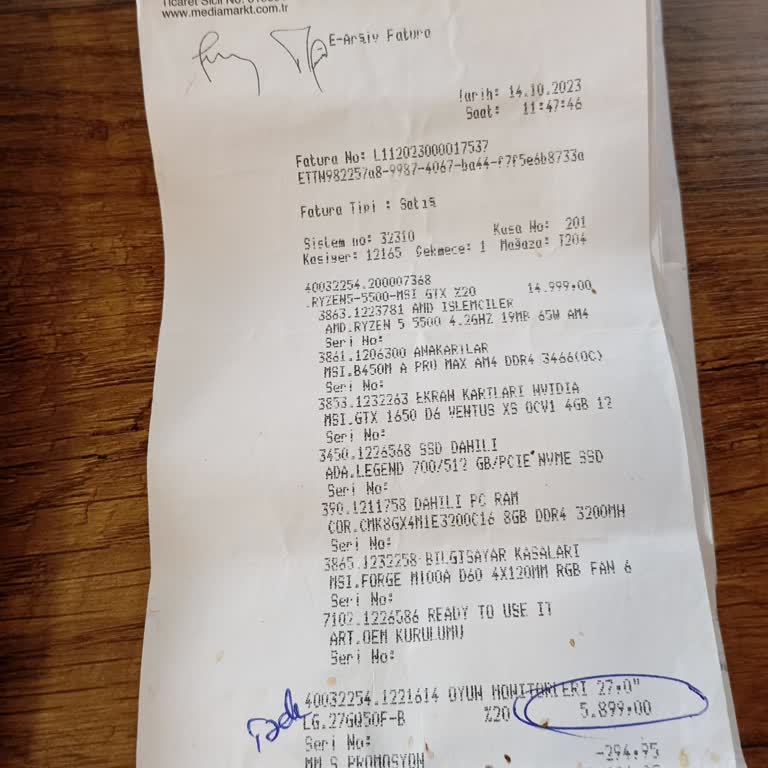 www.mediamarkt.com.tr
E-Arşiv Fatura
Tarih: 14.10.2023
Saat: 11:47:46
Fatura No: L112023000017537
ETTN982257a8-9987-4067-ba44-f7f5e6b8733a
Fatura Tipi : Satış
Sistem no: 32310 Kasa No: 201
Kasiyer: 12165 Çekmece: 1 Mağaza: T204
40032254.200007368
.RYZEN5-5500-MSI GTX %20 14.999,00
3863.1223781 AMD ISLEMCILER
AMD.RYZEN 5 5500 4.2GHZ 19MB 65W AM4
Seri No:
3861.1206300 ANAKARTLAR
MSI.B450M A PRO MAX AM4 DDR4 3466(OC)
Seri No:
3853.1232263 EKRAN KARTLARI NVIDIA
MSI.GTX 1650 D6 VENTUS XS OCV1 4GB 12
Seri No:
3450.1226568 SSD DAHILI
ADA.LEGEND 700/512 GB/PCIE NVME SSD
Seri No:
390.1211758 DAHILI PC RAM
COR.CMK8GX4M1E3200C16 8GB DDR4 3200MH
Seri No:
3865.1232258 BILGISAYAR KASALARI
MSI.FORGE M100A D60 4X120MM RGB FAN 6
Seri No:
7102.1226586 READY TO USE IT
ART.OEM KURULUMU
Seri No:
40032254.1221614 OYUN MONITORLERI 27.0"
LG.27GQ50F-B %20 5.899,00
Seri No:
MM S PROMOSYON -294,95